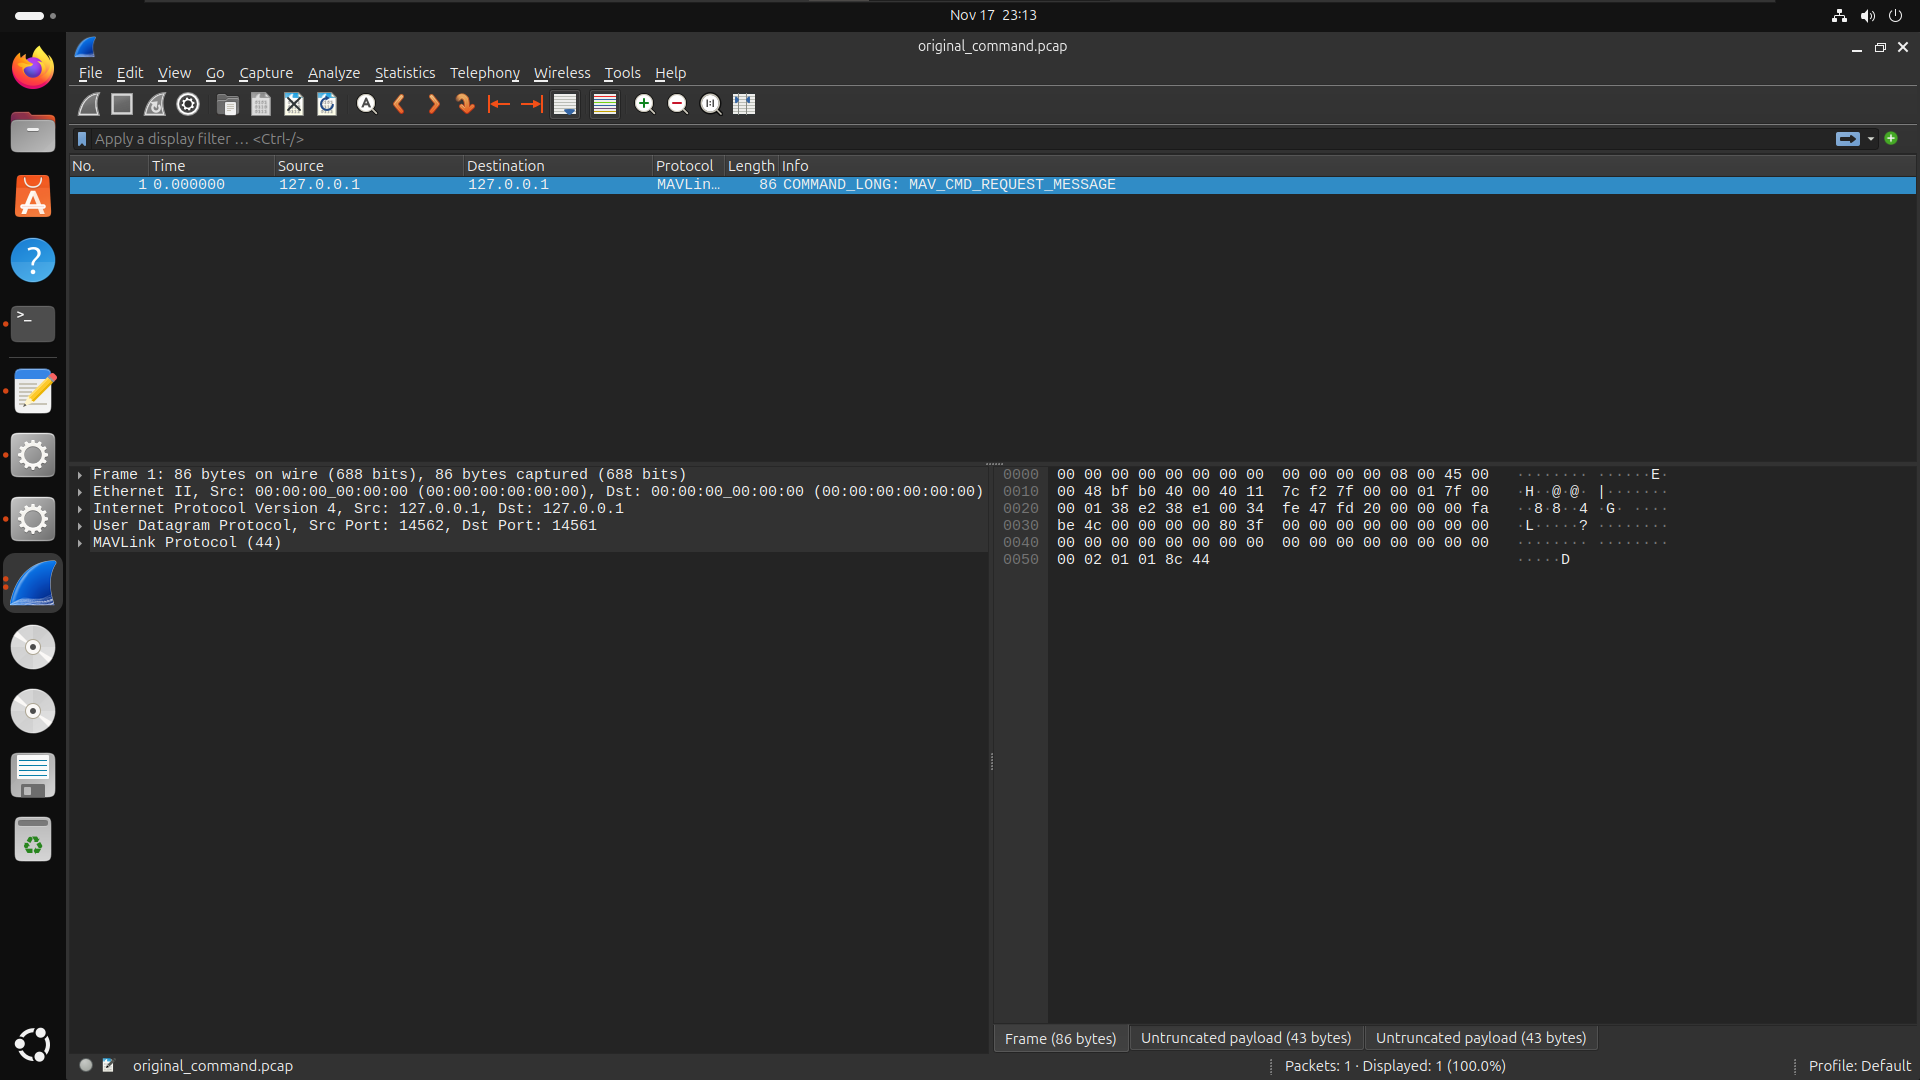 Nov 17 23:13
original_command.pcap
File Edit View Go Capture Analyze Statistics Telephony Wireless Tools Help
Apply a display filter … <Ctrl-/>
No. Time Source Destination Protocol Length Info
1 0.000000 127.0.0.1 127.0.0.1 MAVLin… 86 COMMAND_LONG: MAV_CMD_REQUEST_MESSAGE
Frame 1: 86 bytes on wire (688 bits), 86 bytes captured (688 bits)
Ethernet II, Src: 00:00:00_00:00:00 (00:00:00:00:00:00), Dst: 00:00:00_00:00:00 (00:00:00:00:00:00)
Internet Protocol Version 4, Src: 127.0.0.1, Dst: 127.0.0.1
User Datagram Protocol, Src Port: 14562, Dst Port: 14561
MAVLink Protocol (44)
0000 00 00 00 00 00 00 00 00 00 00 00 00 08 00 45 00 ········ ······E·
0010 00 48 bf b0 40 00 40 11 7c f2 7f 00 00 01 7f 00 ·H··@·@· |·······
0020 00 01 38 e2 38 e1 00 34 fe 47 fd 20 00 00 00 fa ··8·8··4 ·G· ····
0030 be 4c 00 00 00 00 80 3f 00 00 00 00 00 00 00 00 ·L·····? ········
0040 00 00 00 00 00 00 00 00 00 00 00 00 00 00 00 00 ········ ········
0050 00 02 01 01 8c 44 ·····D
Frame (86 bytes) Untruncated payload (43 bytes) Untruncated payload (43 bytes)
original_command.pcap
Packets: 1 · Displayed: 1 (100.0%)
Profile: Default